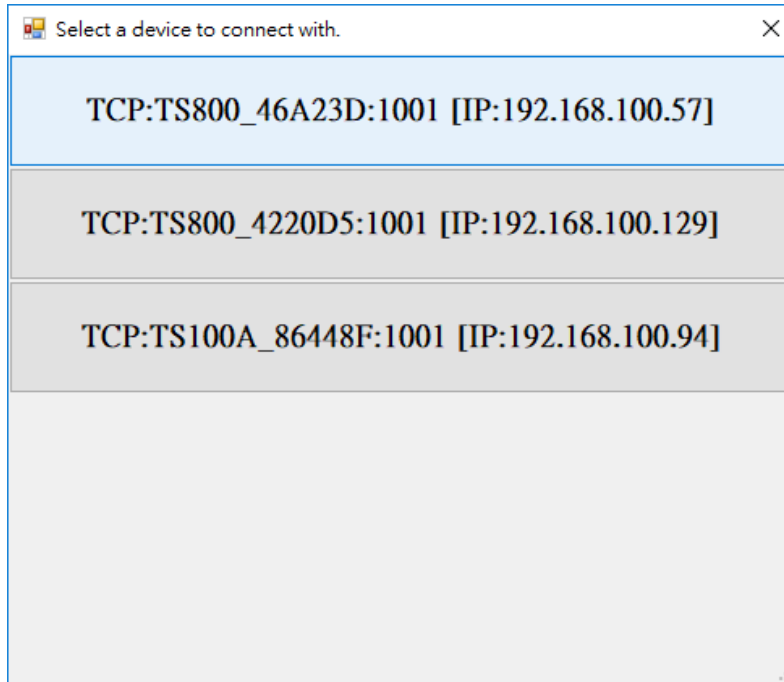 Select a device to connect with.
TCP:TS800_46A23D:1001 [IP:192.168.100.57]
TCP:TS800_4220D5:1001 [IP:192.168.100.129]
TCP:TS100A_86448F:1001 [IP:192.168.100.94]